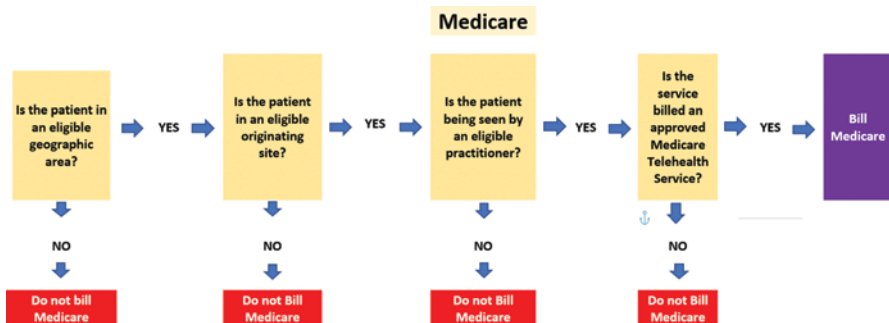 Medicare
Is the patient in
an eligible
geographic
area?
YES
Is the patient
in an eligible
originating
site?
YES
Is the patient
being seen by
an eligible
practitioner?
YES
Is the
service
billed an
approved
Medicare
Telehealth
Service?
YES
Bill
Medicare
NO
NO
NO
NO
Do not bill
Medicare
Do not Bill
Medicare
Do not Bill
Medicare
Do not Bill
Medicare